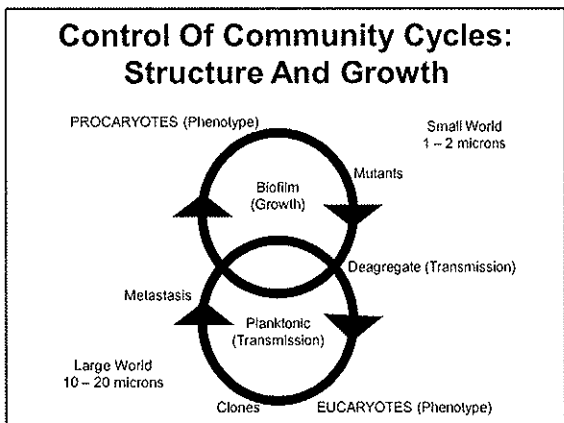 Control Of Community Cycles:
Structure And Growth
PROCARYOTES (Phenotype)
Small World
1 – 2 microns
Mutants
Biofilm
(Growth)
Deagregate (Transmission)
Metastasis
Planktonic
(Transmission)
Large World
10 – 20 microns
Clones
EUCARYOTES (Phenotype)